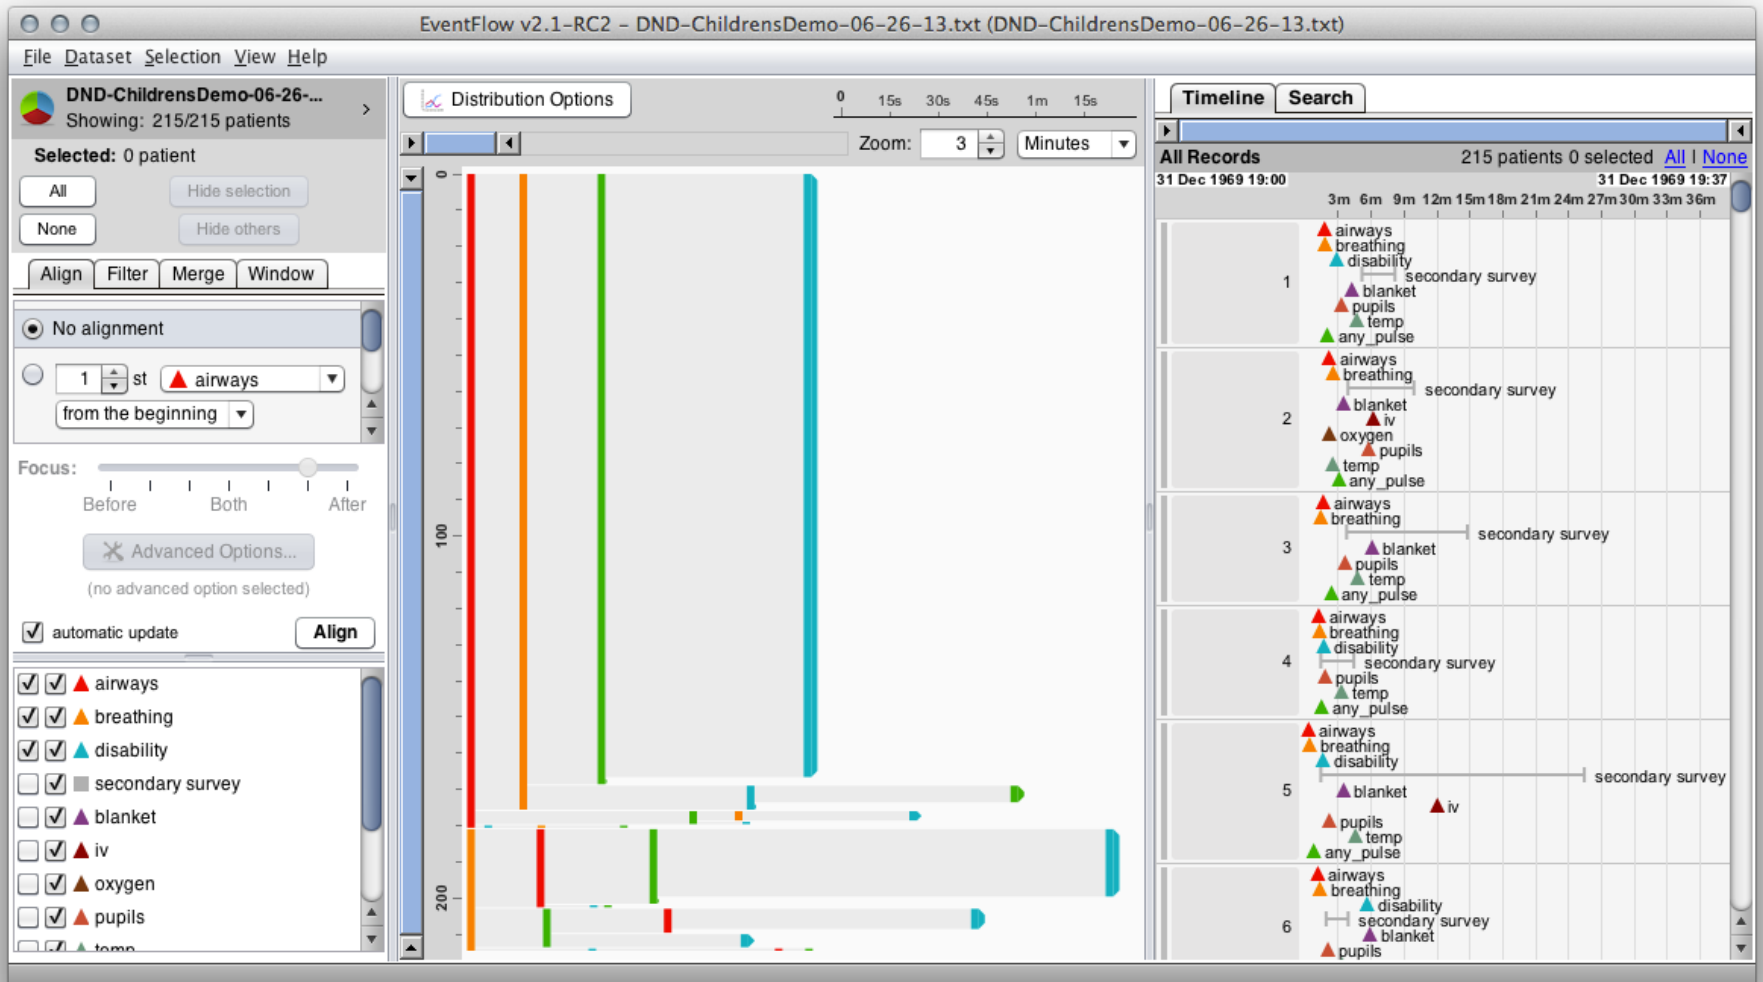 EventFlow v2.1-RC2 – DND-ChildrensDemo-06-26-13.txt (DND-ChildrensDemo-06-26-13.txt)
File Dataset Selection View Help
DND-ChildrensDemo-06-26-... >
Showing: 215/215 patients
Selected: 0 patient
All Hide selection
None Hide others
Align Filter Merge Window
No alignment
1 st airways
from the beginning
Focus:
Before Both After
Advanced Options...
(no advanced option selected)
automatic update Align
airways
breathing
disability
secondary survey
blanket
iv
oxygen
pupils
temp
Distribution Options
0 15s 30s 45s 1m 15s
Zoom: 3 Minutes
0
100
200
Timeline Search
All Records 215 patients 0 selected All | None
31 Dec 1969 19:00 31 Dec 1969 19:37
3m 6m 9m 12m 15m 18m 21m 24m 27m 30m 33m 36m
1
airways
breathing
disability
secondary survey
blanket
pupils
temp
any_pulse
2
airways
breathing
secondary survey
blanket
iv
oxygen
pupils
temp
any_pulse
3
airways
breathing
secondary survey
blanket
pupils
temp
any_pulse
4
airways
breathing
disability
secondary survey
pupils
temp
any_pulse
5
airways
breathing
disability
secondary survey
blanket
iv
pupils
temp
any_pulse
6
airways
breathing
disability
secondary survey
blanket
pupils